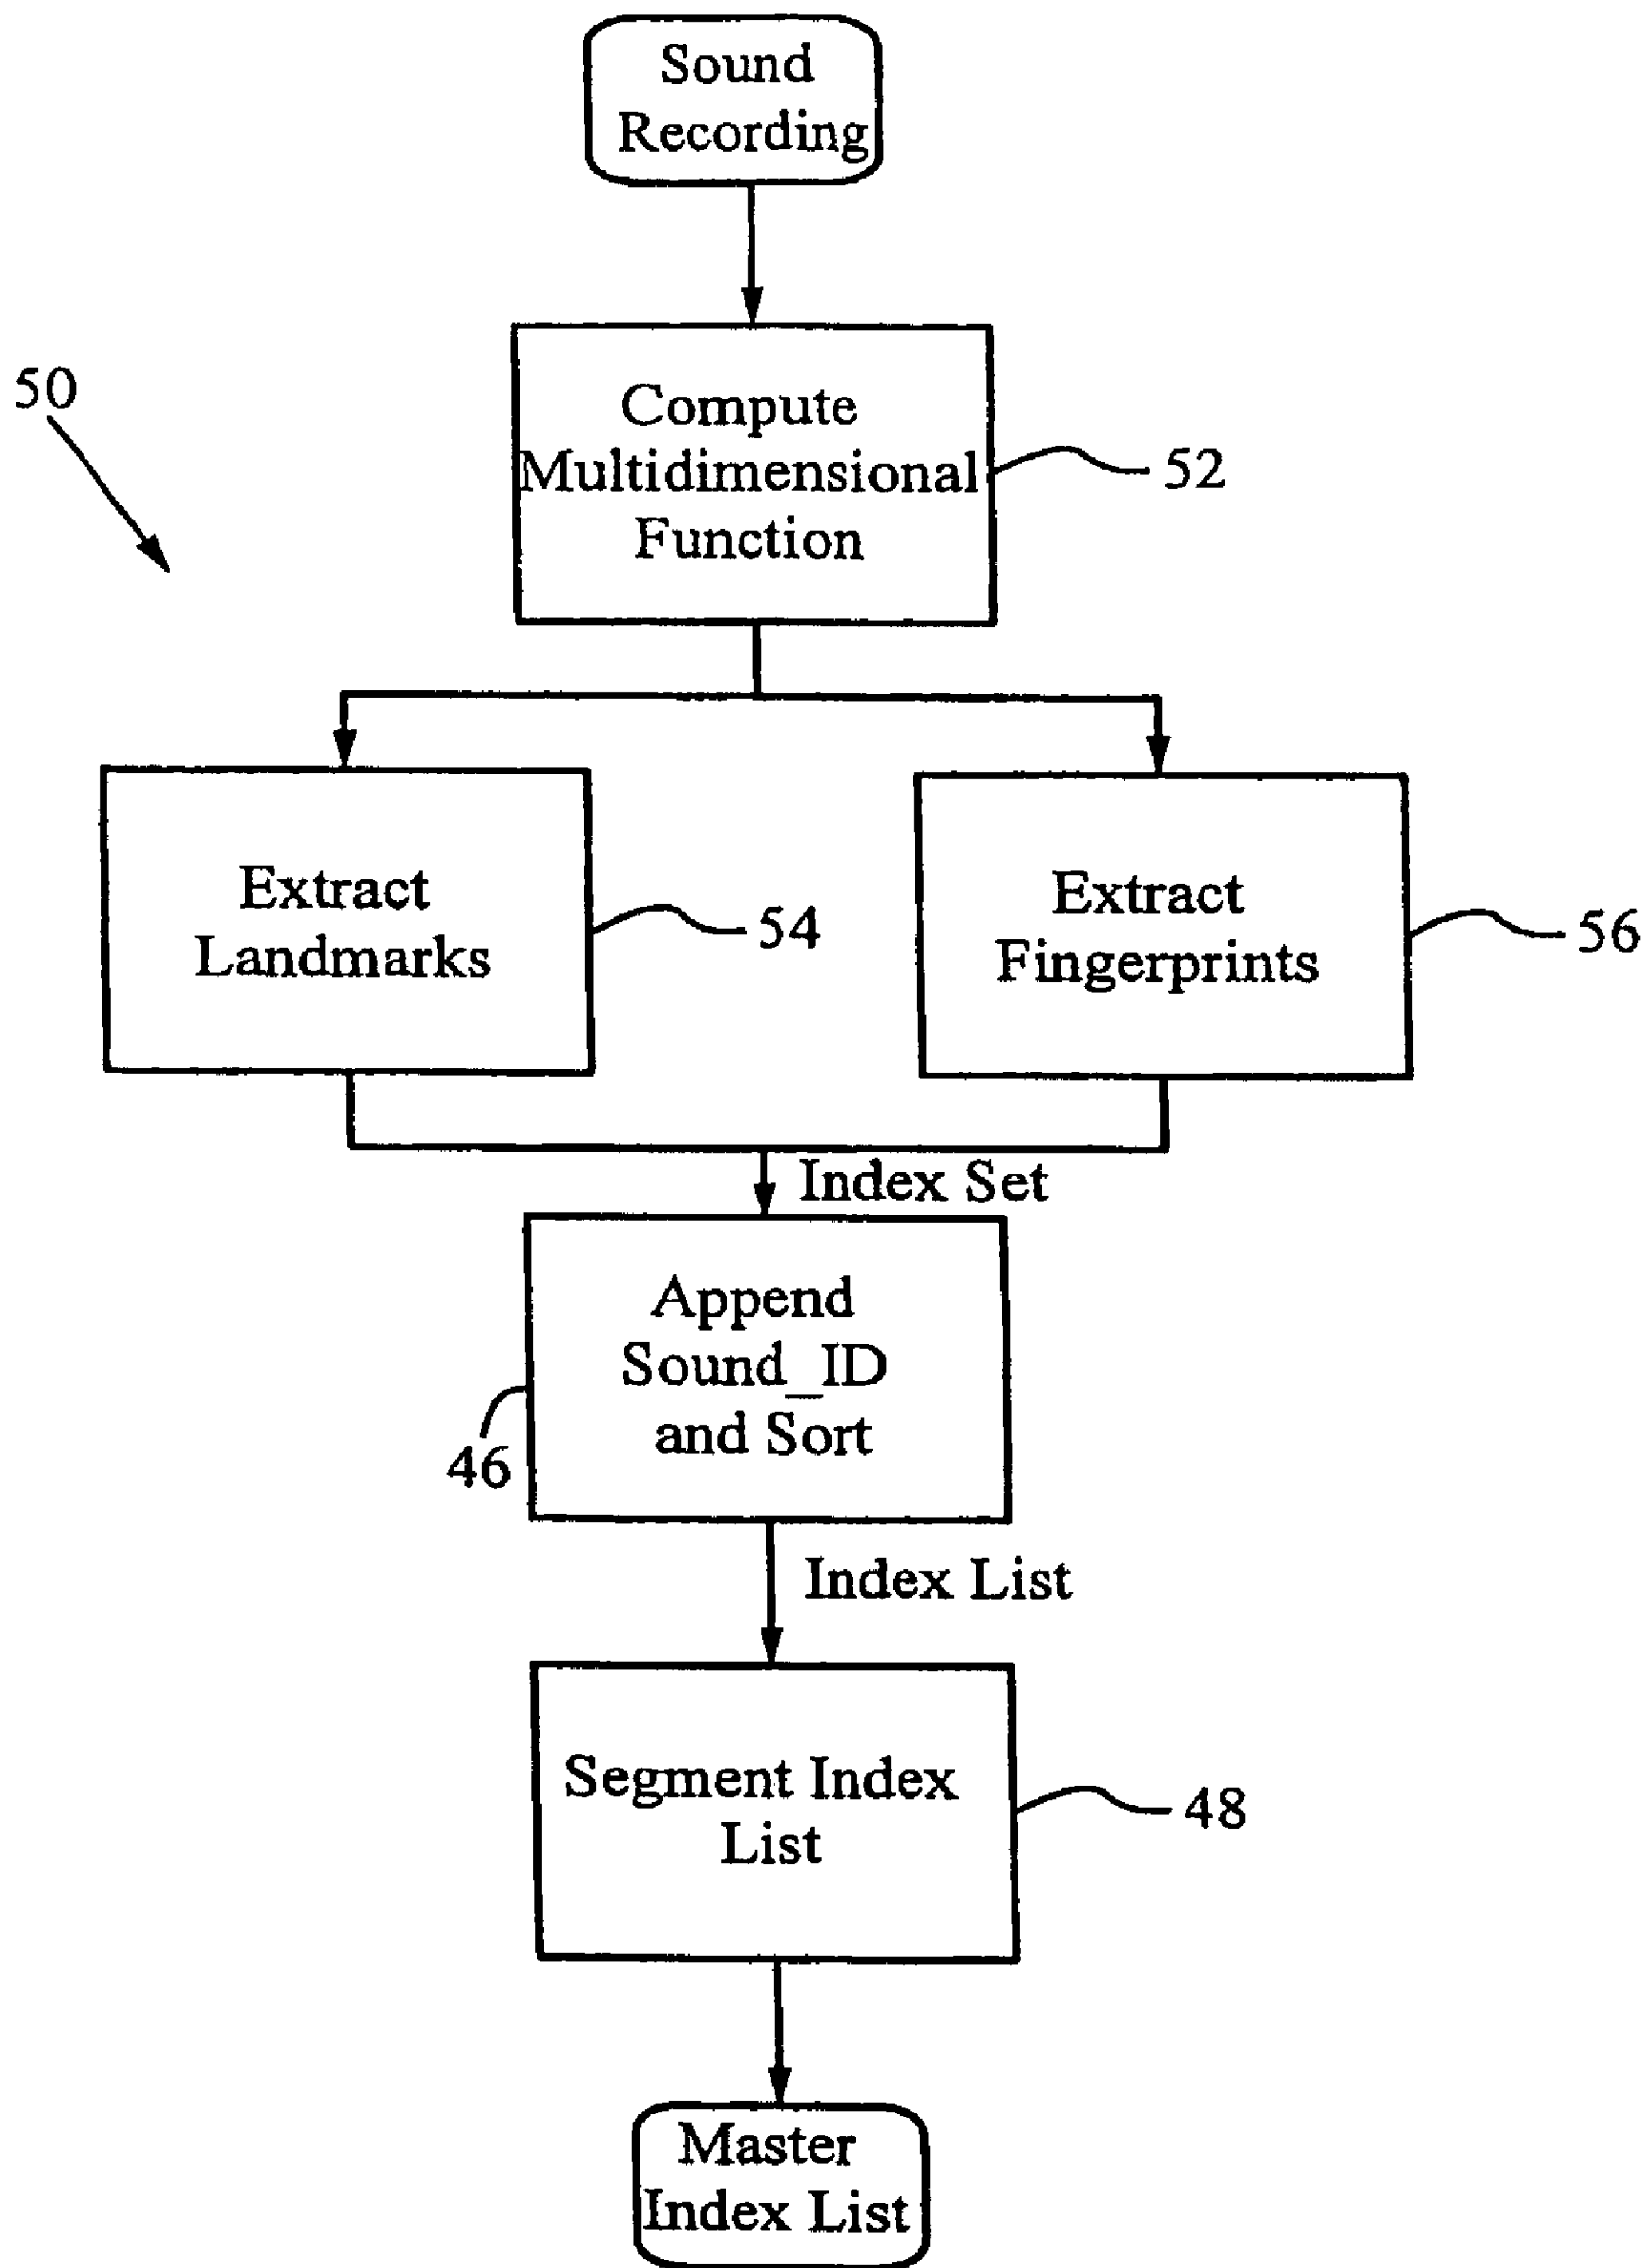 Sound
Recording
50
Compute
Multidimensional
Function
52
Extract
Landmarks
54
Extract
Fingerprints
56
Index Set
Append
Sound_ID
and Sort
46
Index List
Segment Index
List
48
Master
Index List